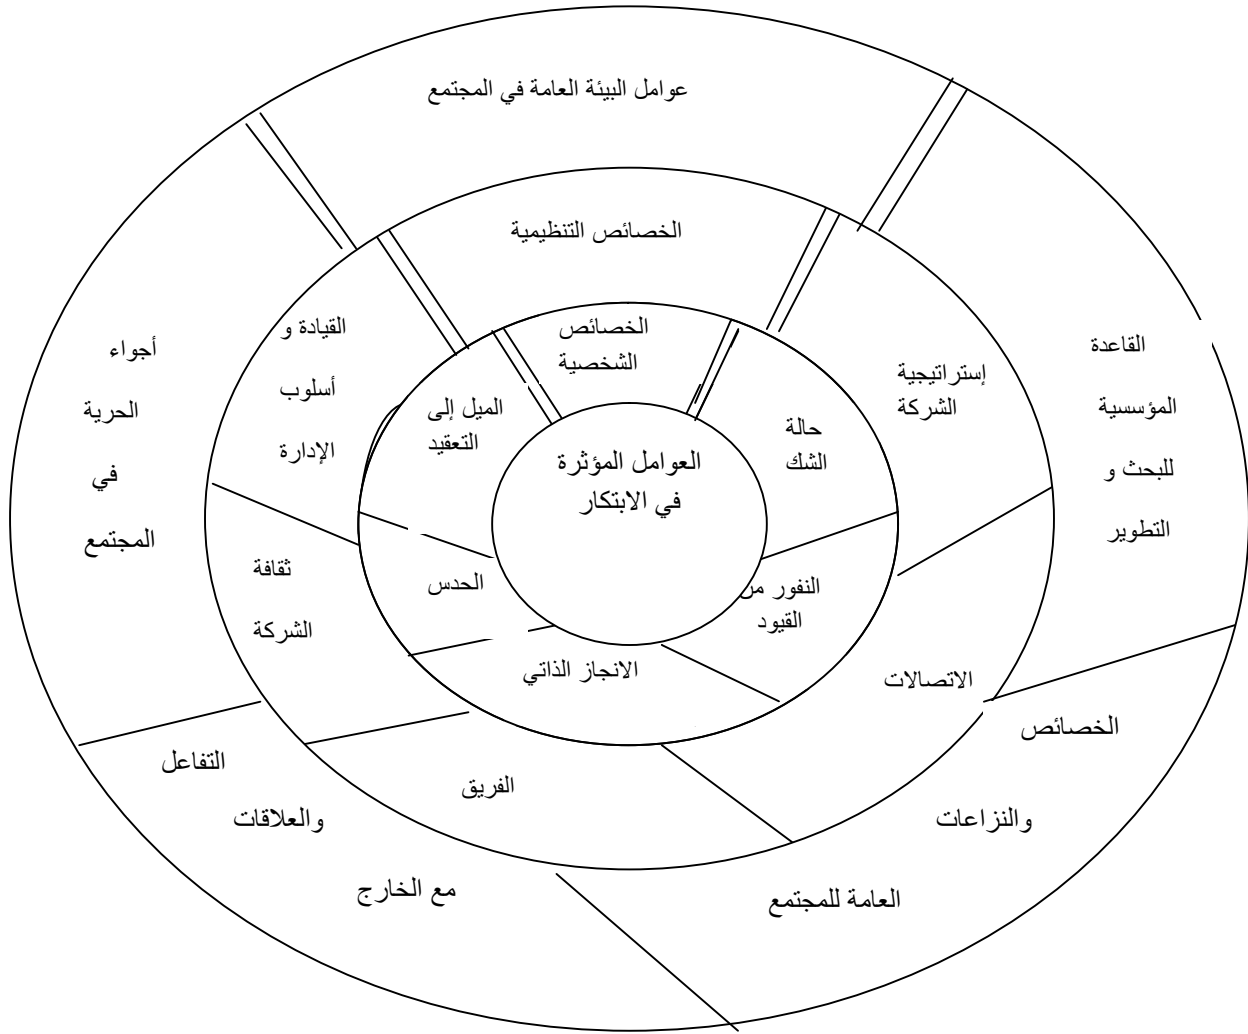 عوامل البيئة العامة في المجتمع
الخصائص التنظيمية
الخصائص
الشخصية
العوامل المؤثرة
في الابتكار
القاعدة
المؤسسية
للبحث و
التطوير
إستراتيجية
الشركة
حالة
الشك
الميل إلى
التعقيد
القيادة و
أسلوب
الإدارة
أجواء
الحرية
في
المجتمع
النفور من
القيود
الحدس
ثقافة
الشركة
الانجاز الذاتي
الاتصالات
الفريق
الخصائص
والنزاعات
العامة للمجتمع
التفاعل
والعلاقات
مع الخارج